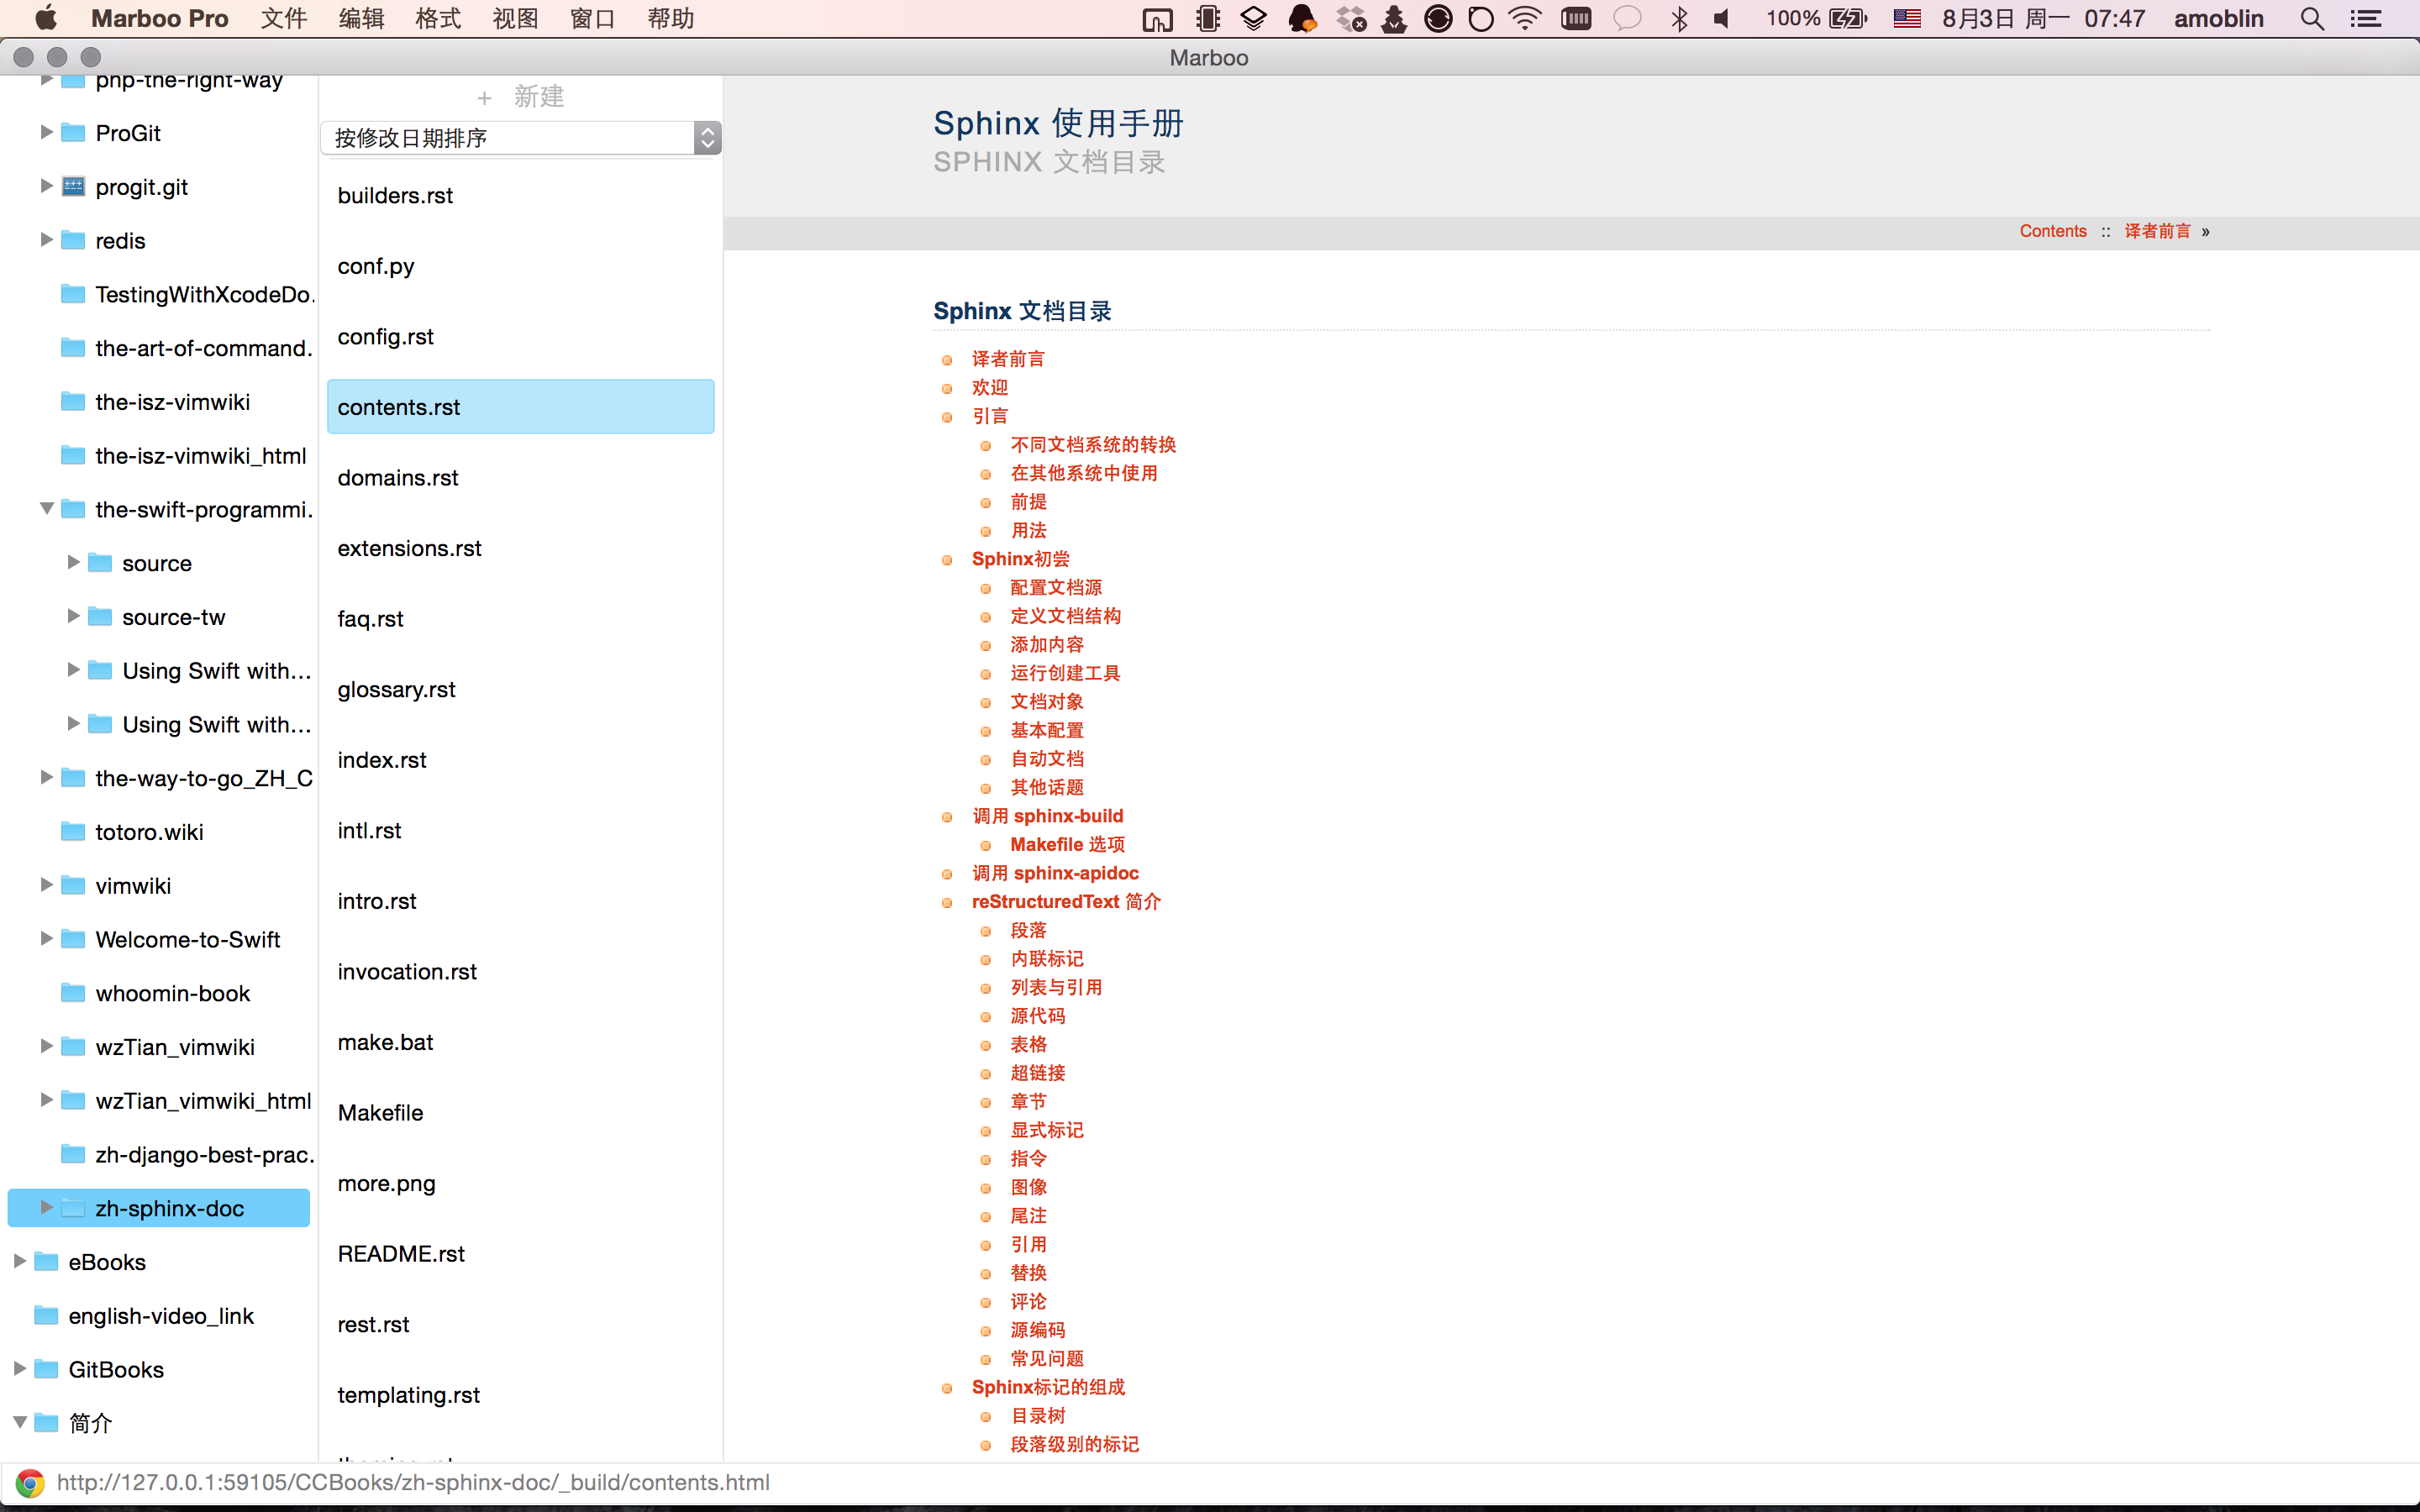 Marboo Pro 文件 编辑 格式 视图 窗口 帮助 100% 8月3日 周一 07:47 amoblin
Marboo
php-the-right-way
ProGit
progit.git
redis
TestingWithXcodeDo.
the-art-of-command.
the-isz-vimwiki
the-isz-vimwiki_html
the-swift-programmi.
source
source-tw
Using Swift with...
Using Swift with...
the-way-to-go_ZH_C
totoro.wiki
vimwiki
Welcome-to-Swift
whoomin-book
wzTian_vimwiki
wzTian_vimwiki_html
zh-django-best-prac.
zh-sphinx-doc
eBooks
english-video_link
GitBooks
简介
+ 新建
按修改日期排序
builders.rst
conf.py
config.rst
contents.rst
domains.rst
extensions.rst
faq.rst
glossary.rst
index.rst
intl.rst
intro.rst
invocation.rst
make.bat
Makefile
more.png
README.rst
rest.rst
templating.rst
Sphinx 使用手册
SPHINX 文档目录
Contents :: 译者前言 »
Sphinx 文档目录
译者前言
欢迎
引言
不同文档系统的转换
在其他系统中使用
前提
用法
Sphinx初尝
配置文档源
定义文档结构
添加内容
运行创建工具
文档对象
基本配置
自动文档
其他话题
调用 sphinx-build
Makefile 选项
调用 sphinx-apidoc
reStructuredText 简介
段落
内联标记
列表与引用
源代码
表格
超链接
章节
显式标记
指令
图像
尾注
引用
替换
评论
源编码
常见问题
Sphinx标记的组成
目录树
段落级别的标记
http://127.0.0.1:59105/CCBooks/zh-sphinx-doc/_build/contents.html